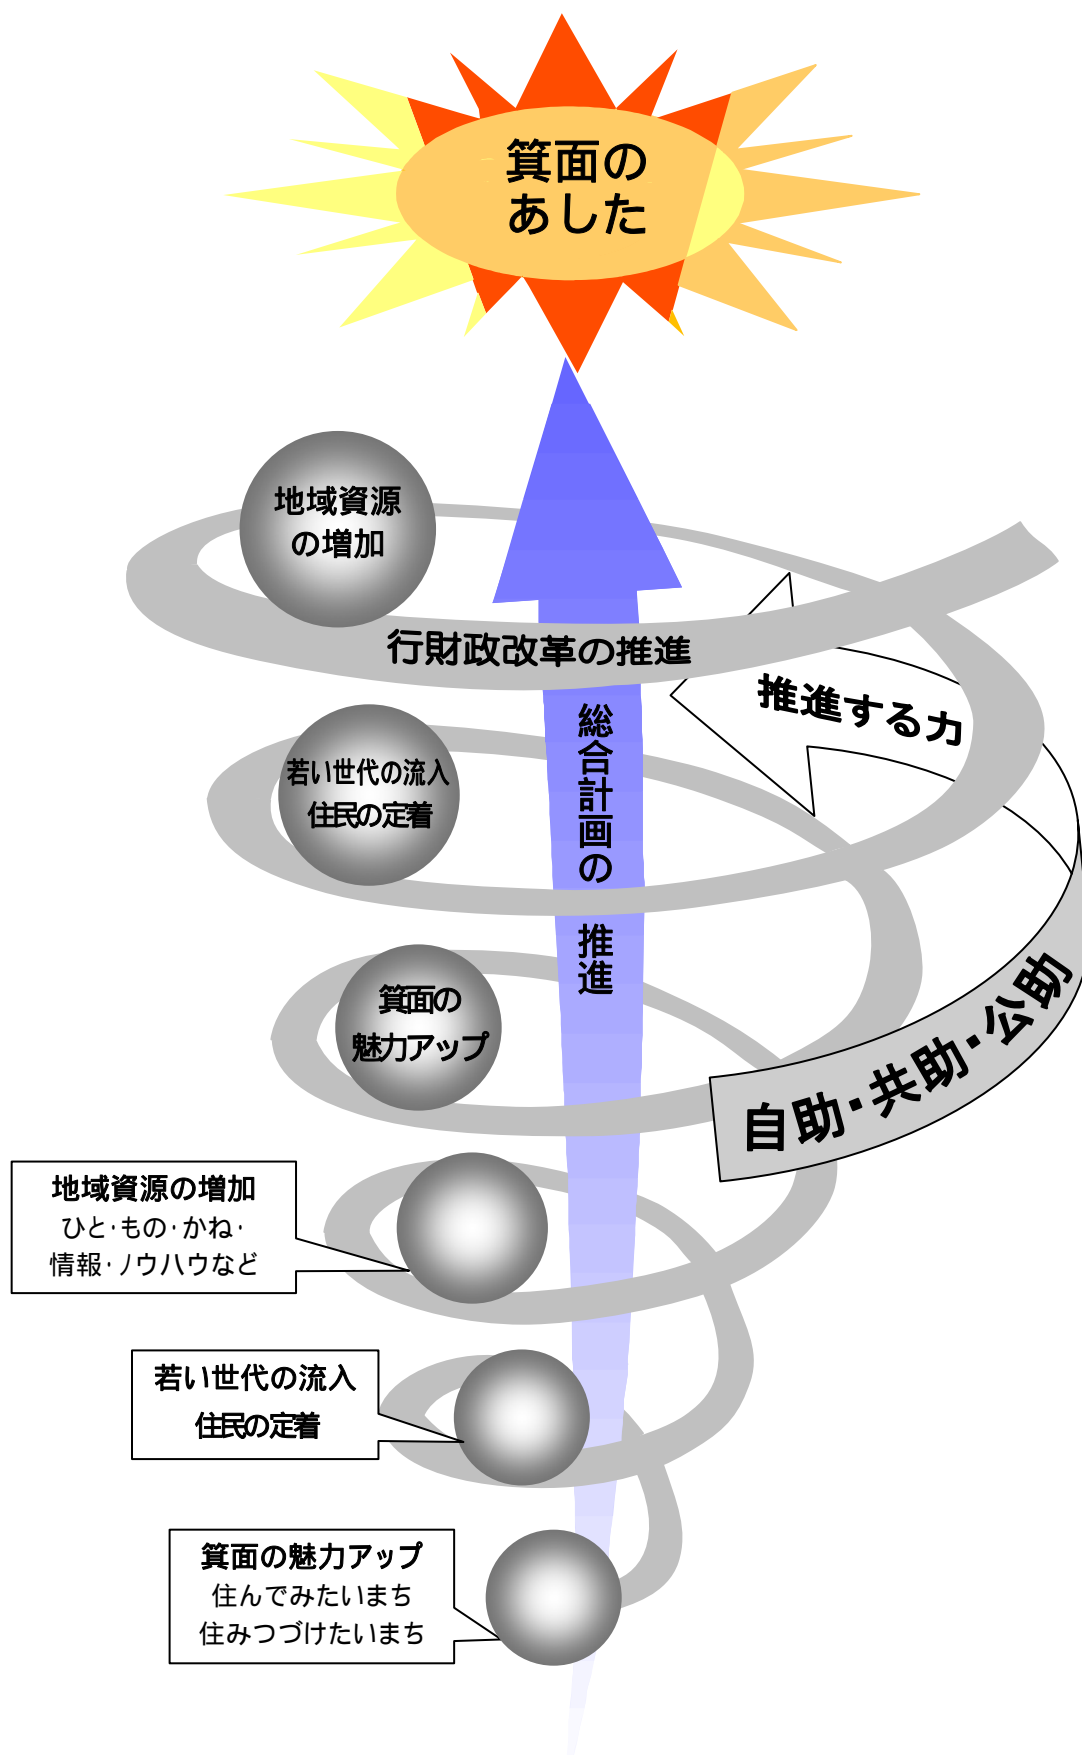 箕面の
あした
地域資源
の増加
行財政改革の推進
推進する力
総合計画の 推進
若い世代の流入
住民の定着
箕面の
魅力アップ
自助・共助・公助
地域資源の増加
ひと・もの・かね・
情報・ノウハウなど
若い世代の流入
住民の定着
箕面の魅力アップ
住んでみたいまち
住みつづけたいまち